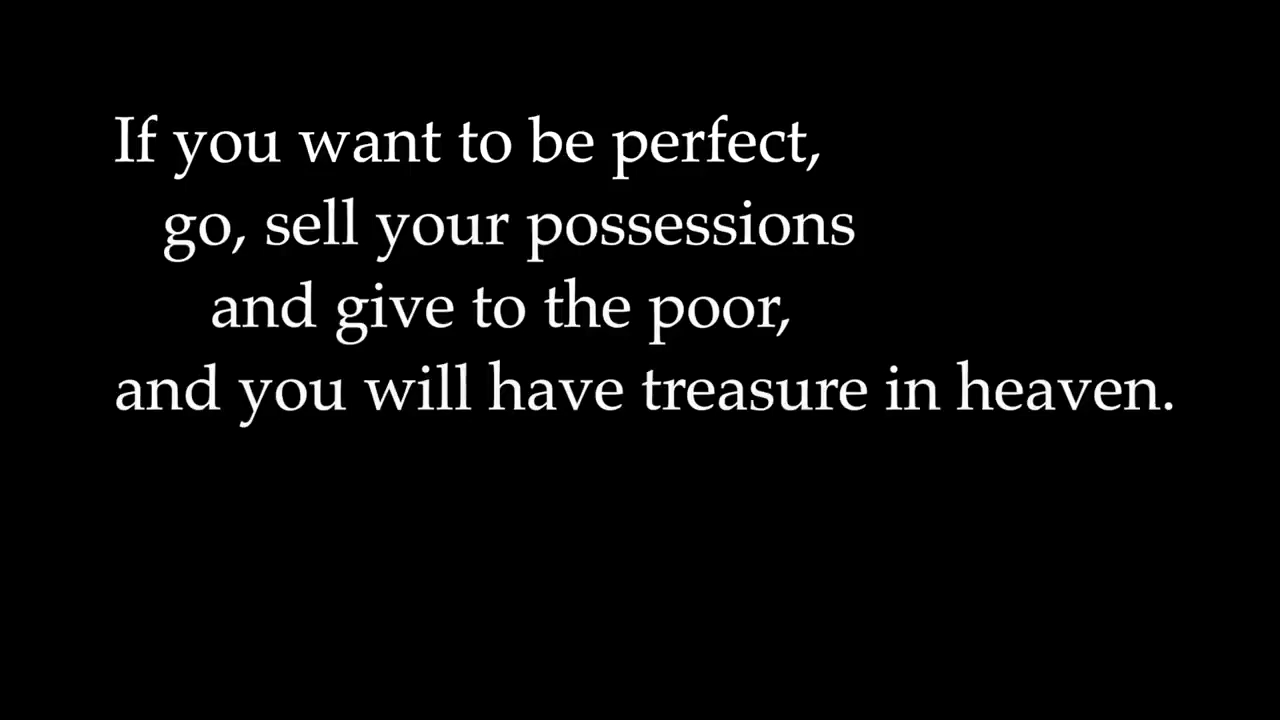 If you want to be perfect,
go, sell your possessions
and give to the poor,
and you will have treasure in heaven.